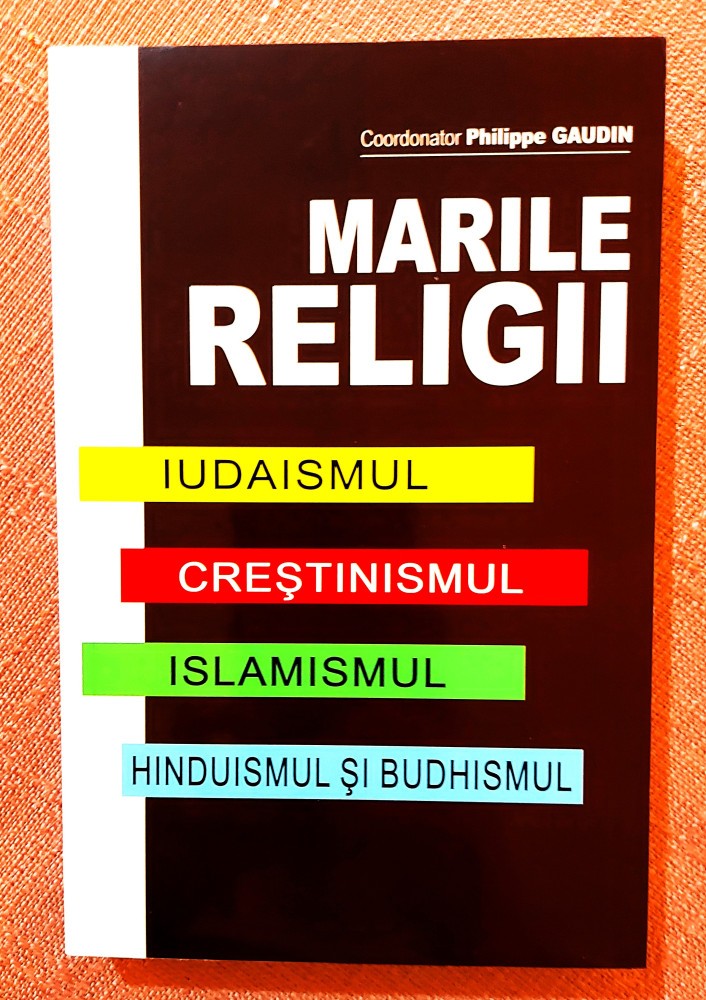 Coordonator Philippe GAUDIN
MARILE
RELIGII
IUDAISMUL
CREŞTINISMUL
ISLAMISMUL
HINDUISMUL ŞI BUDHISMUL